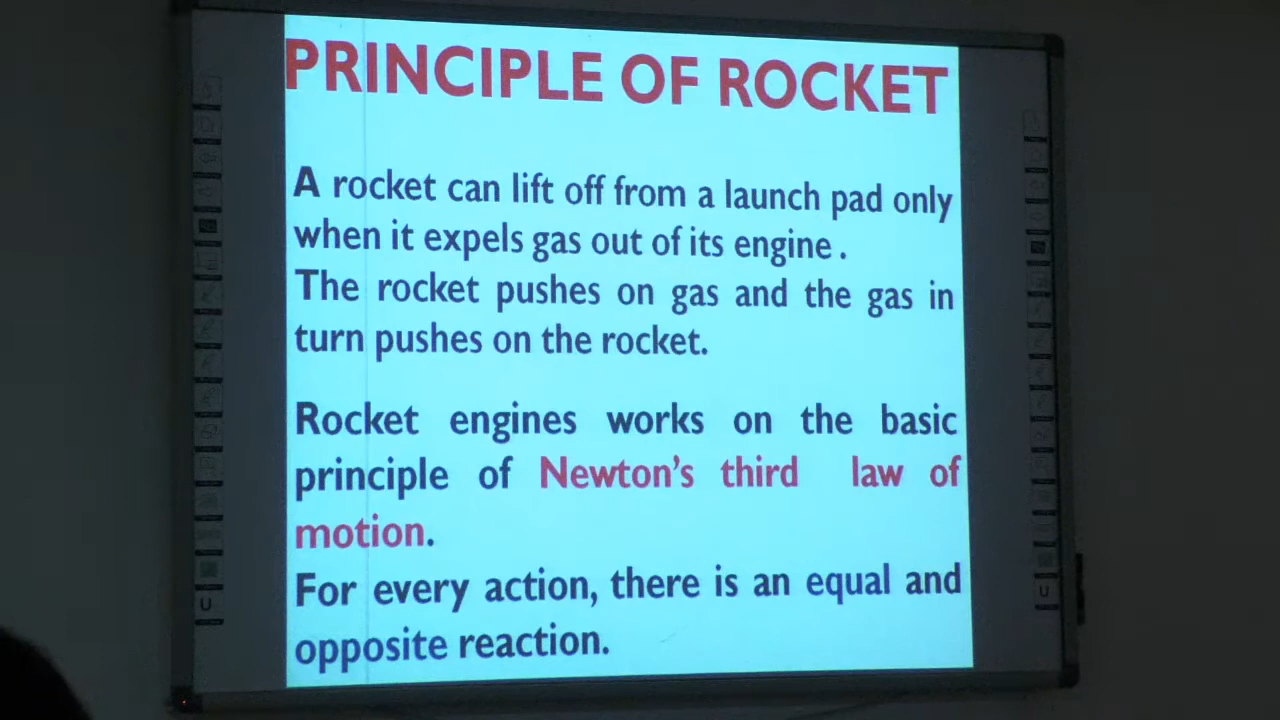 PRINCIPLE OF ROCKET
A rocket can lift off from a launch pad only
when it expels gas out of its engine .
The rocket pushes on gas and the gas in
turn pushes on the rocket.
Rocket engines works on the basic
principle of Newton's third law of
motion.
For every action, there is an equal and
opposite reaction.